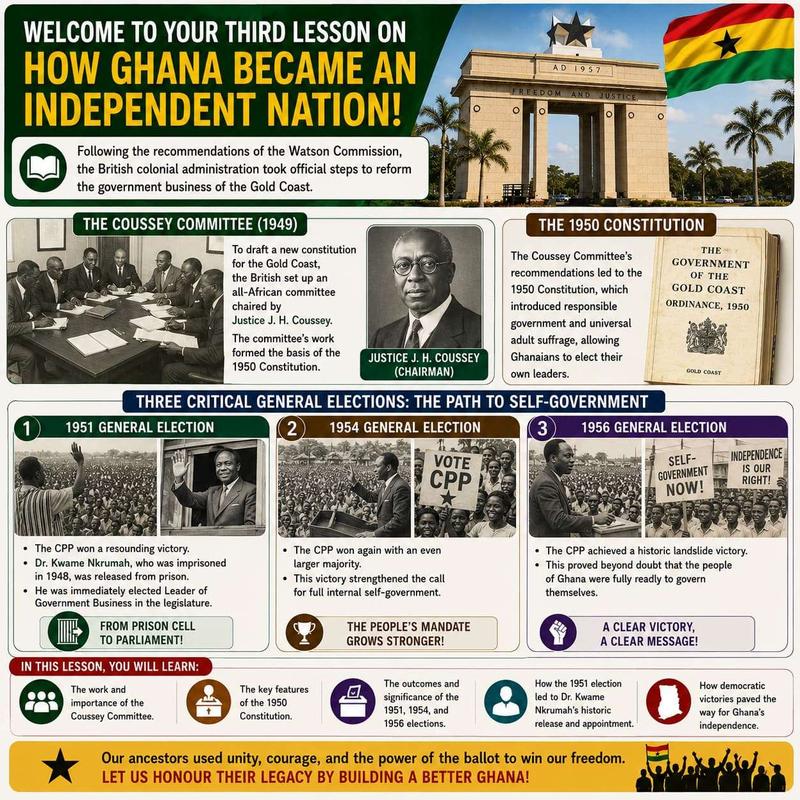 WELCOME TO YOUR THIRD LESSON ON
HOW GHANA BECAME AN
INDEPENDENT NATION!
AD 1957
FREEDOM AND JUSTICE
Following the recommendations of the Watson Commission,
the British colonial administration took official steps to reform
the government business of the Gold Coast.
THE COUSSEY COMMITTEE (1949)
To draft a new constitution
for the Gold Coast,
the British set up an
all-African committee
chaired by
Justice J. H. Coussey.
The committee's work
formed the basis of the
1950 Constitution.
JUSTICE J. H. COUSSEY
(CHAIRMAN)
THE 1950 CONSTITUTION
The Coussey Committee's
recommendations led to the
1950 Constitution, which
introduced responsible
government and universal
adult suffrage, allowing
Ghanaians to elect their
own leaders.
THE
GOVERNMENT
OF THE
GOLD COAST
ORDINANCE, 1950
GOLD COAST
THREE CRITICAL GENERAL ELECTIONS: THE PATH TO SELF-GOVERNMENT
1 1951 GENERAL ELECTION
• The CPP won a resounding victory.
• Dr. Kwame Nkrumah, who was imprisoned
in 1948, was released from prison.
• He was immediately elected Leader of
Government Business in the legislature.
FROM PRISON CELL
TO PARLIAMENT!
2 1954 GENERAL ELECTION
VOTE
CPP
• The CPP won again with an even
larger majority.
• This victory strengthened the call
for full internal self-government.
THE PEOPLE'S MANDATE
GROWS STRONGER!
3 1956 GENERAL ELECTION
SELF-
GOVERNMENT
NOW!
INDEPENDENCE
IS OUR
RIGHT!
• The CPP achieved a historic landslide victory.
• This proved beyond doubt that the people
of Ghana were fully ready to govern
themselves.
A CLEAR VICTORY,
A CLEAR MESSAGE!
IN THIS LESSON, YOU WILL LEARN:
The work and
importance of the
Coussey Committee.
The key features
of the 1950
Constitution.
The outcomes and
significance of the
1951, 1954, and
1956 elections.
How the 1951 election
led to Dr. Kwame
Nkrumah's historic
release and appointment.
How democratic
victories paved the
way for Ghana's
independence.
Our ancestors used unity, courage, and the power of the ballot to win our freedom.
LET US HONOUR THEIR LEGACY BY BUILDING A BETTER GHANA!